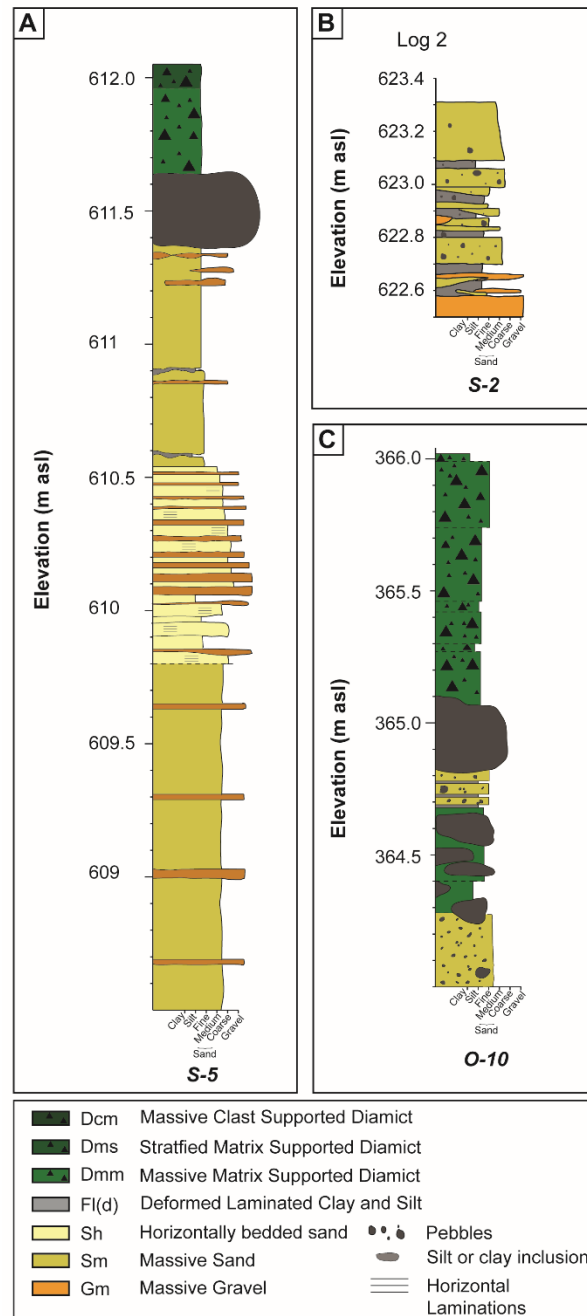 A
Elevation (m asl)
612.0
611.5
611
610.5
610
609.5
609
Clay
Silt
Fine
Medium
Coarse
Gravel
Sand
S-5
B
Log 2
Elevation (m asl)
623.4
623.2
623.0
622.8
622.6
Clay
Silt
Fine
Medium
Coarse
Gravel
Sand
S-2
C
Elevation (m asl)
366.0
365.5
365.0
364.5
Clay
Silt
Fine
Medium
Coarse
Gravel
Sand
O-10
Dcm Massive Clast Supported Diamict
Dms Stratfied Matrix Supported Diamict
Dmm Massive Matrix Supported Diamict
Fl(d) Deformed Laminated Clay and Silt
Sh Horizontally bedded sand
Sm Massive Sand
Gm Massive Gravel
Pebbles
Silt or clay inclusion
Horizontal
Laminations